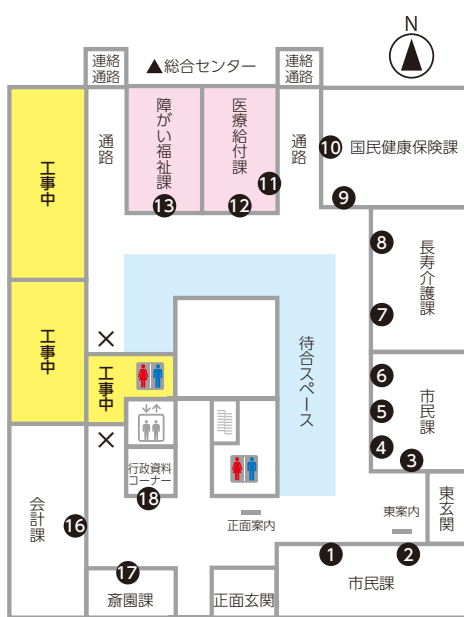 N
連絡
通路
▲総合センター
連絡
通路
工事中
通路
障がい福祉課
医療給付課
通路
10
国民健康保険課
11
9
13
12
8
長寿介護課
7
工事中
×
待合スペース
工事中
6
市民課
5
×
4
3
行政資料
コーナー
18
会計課
16
正面案内
東案内
東玄関
1
2
17
斎園課
正面玄関
市民課